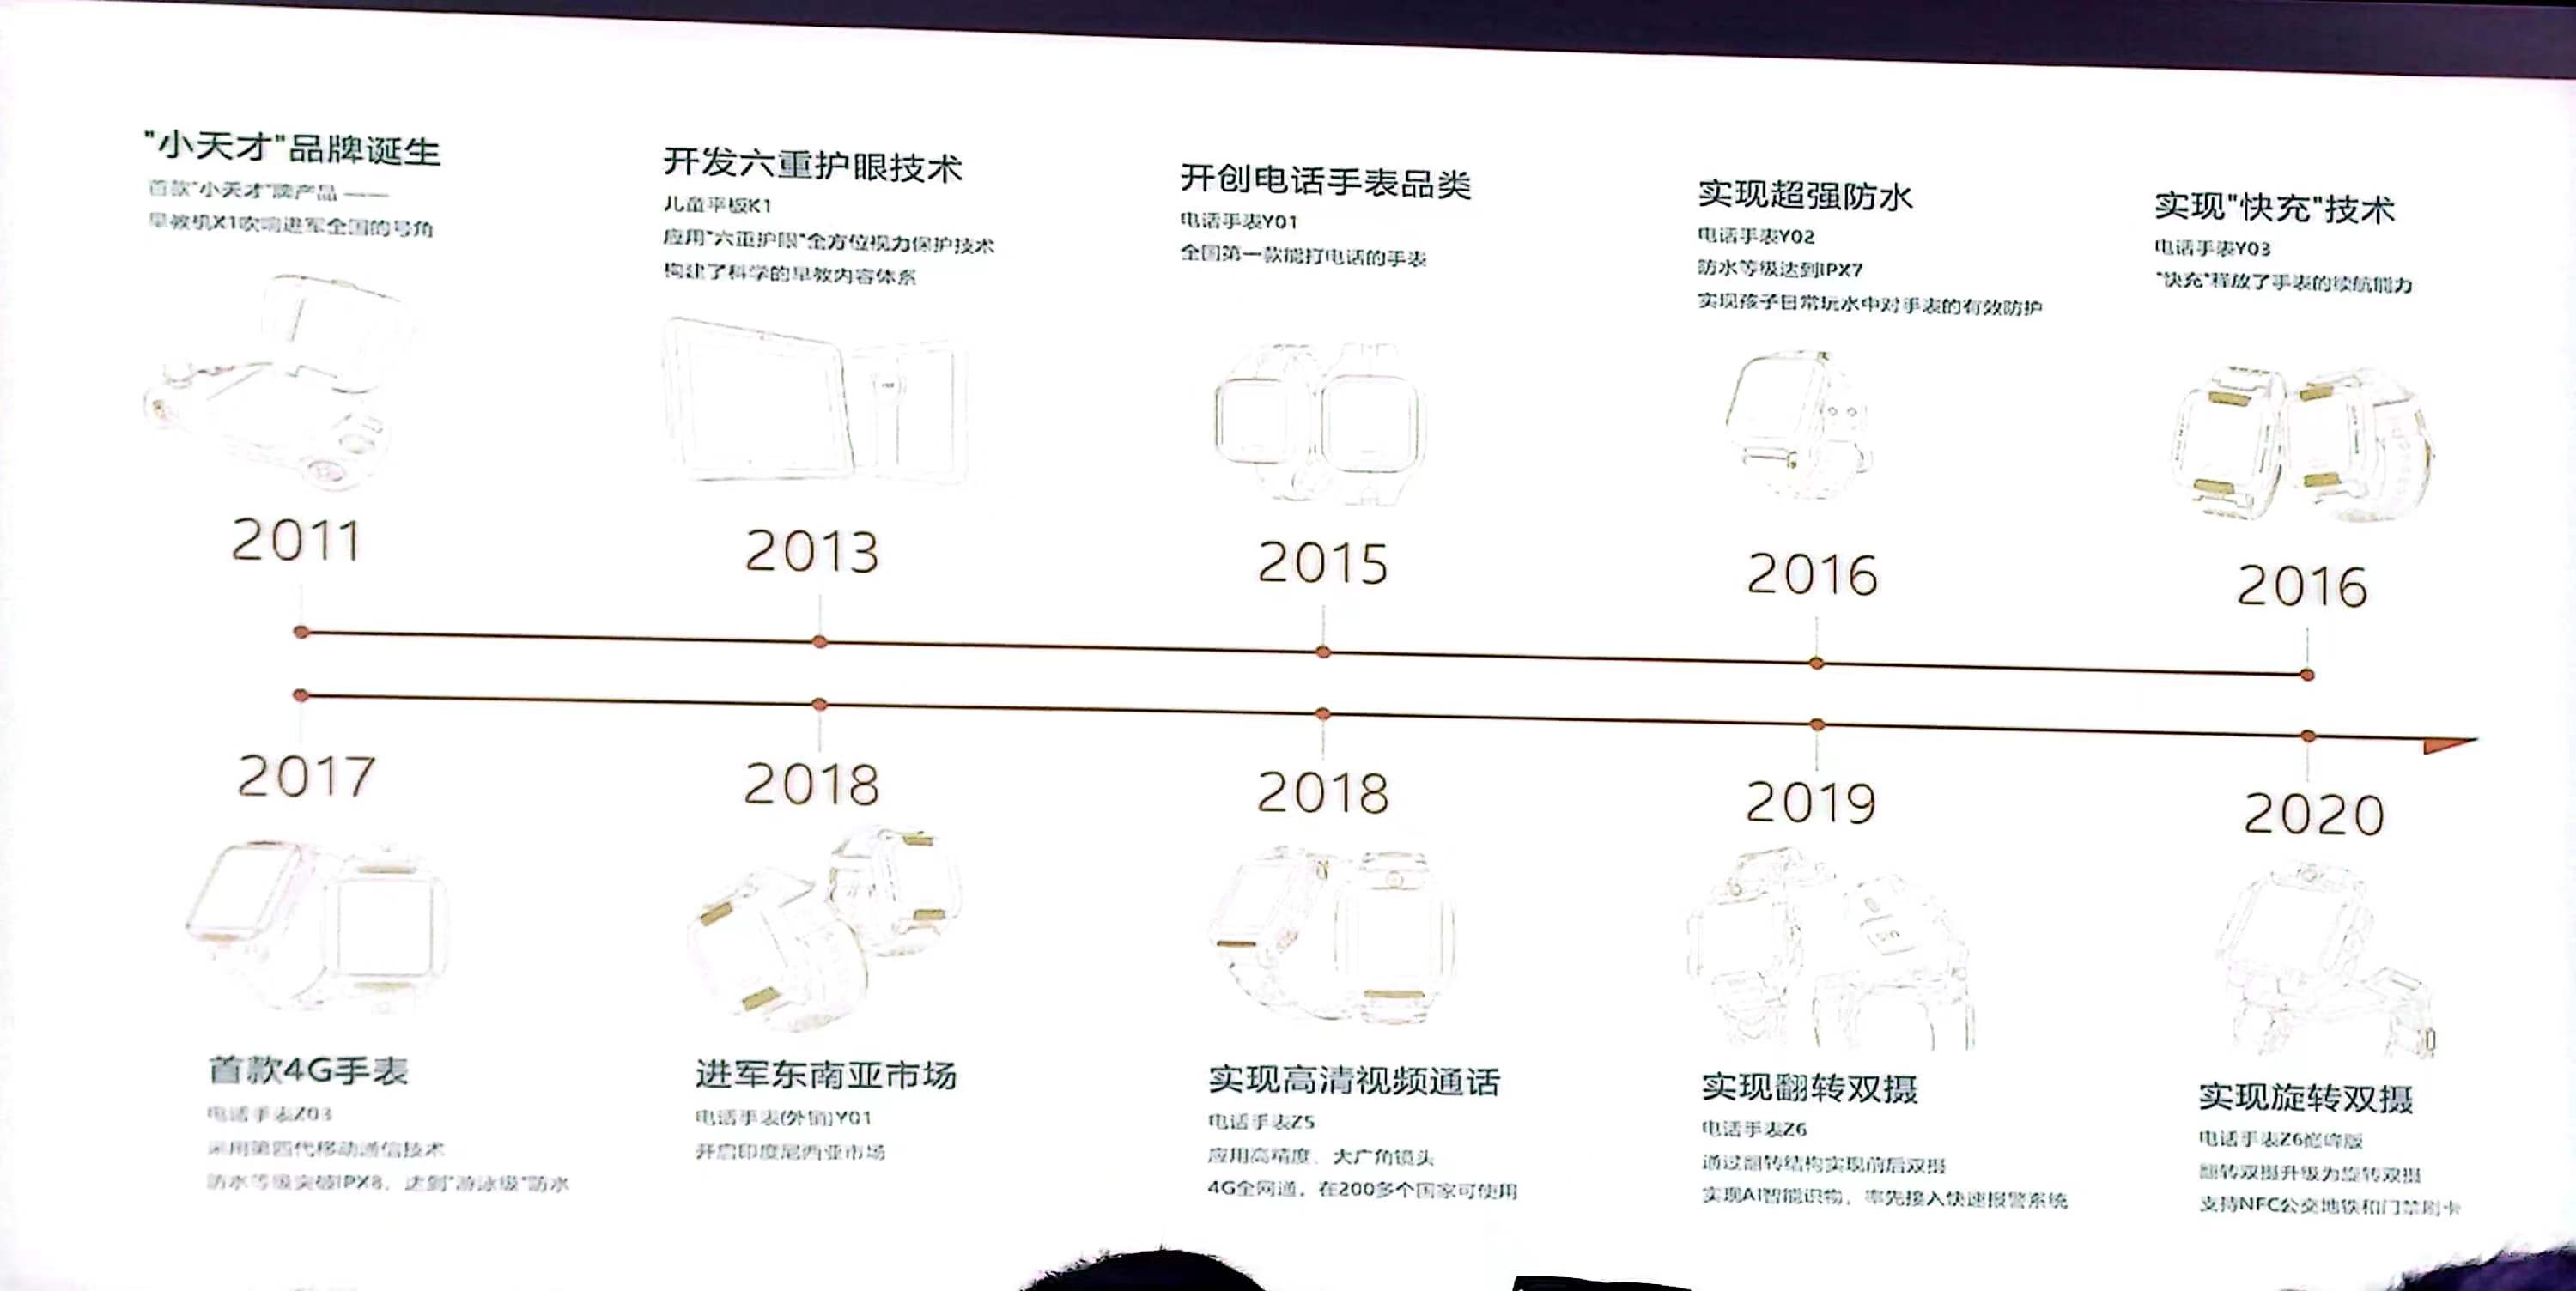 "小天才"品牌诞生
首款"小天才"牌产品 ——
早教机X1吹响进军全国的号角
2011
开发六重护眼技术
儿童平板K1
应用"六重护眼"全方位视力保护技术
构建了科学的早教内容体系
2013
开创电话手表品类
电话手表Y01
全国第一款能打电话的手表
2015
实现超强防水
电话手表Y02
防水等级达到IPX7
实现孩子日常玩水中对手表的有效防护
2016
实现"快充"技术
电话手表Y03
"快充"释放了手表的续航能力
2016
2017
首款4G手表
电话手表Z03
采用第四代移动通信技术
防水等级突破IPX8，达到"游泳级"防水
2018
进军东南亚市场
电话手表(外销)Y01
开启印度尼西亚市场
2018
实现高清视频通话
电话手表Z5
应用高精度、大广角镜头
4G全网通，在200多个国家可使用
2019
实现翻转双摄
电话手表Z6
通过翻转结构实现前后双摄
实现AI智能识物，率先接入快速报警系统
2020
实现旋转双摄
电话手表Z6巅峰版
翻转双摄升级为旋转双摄
支持NFC公交地铁和门禁刷卡